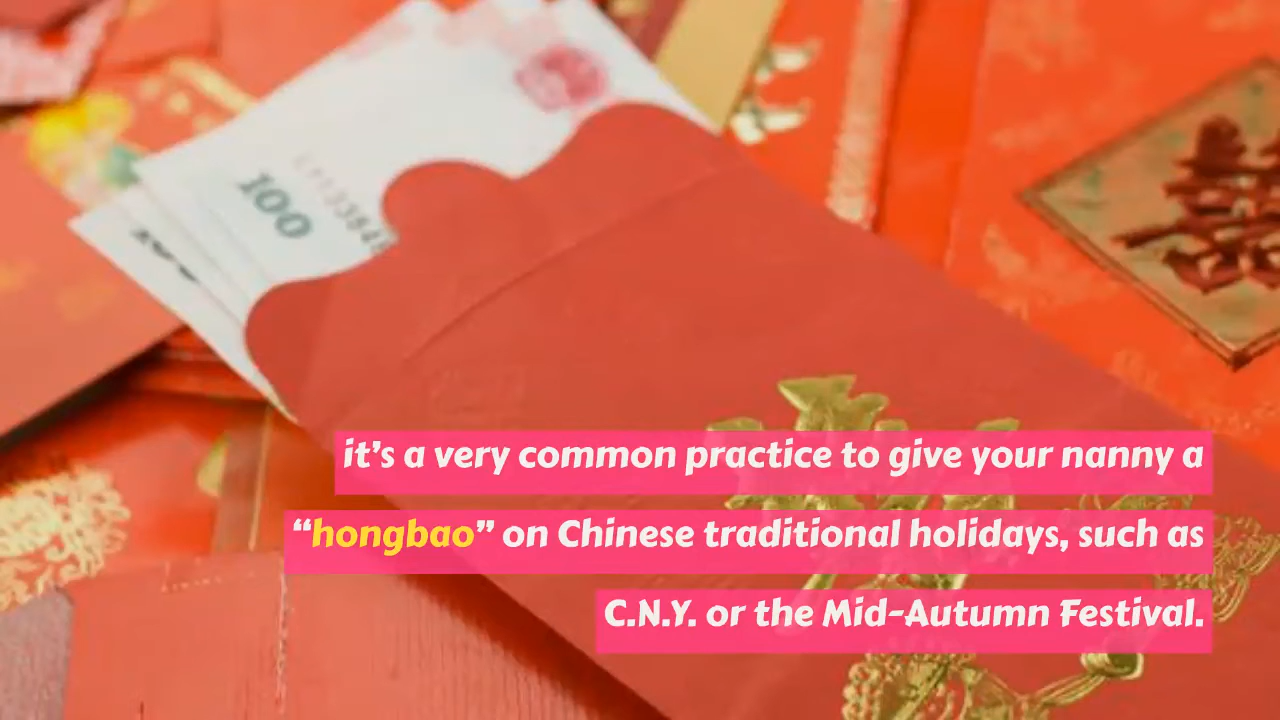 100
it’s a very common practice to give your nanny a
“hongbao” on Chinese traditional holidays, such as
C.N.Y. or the Mid-Autumn Festival.